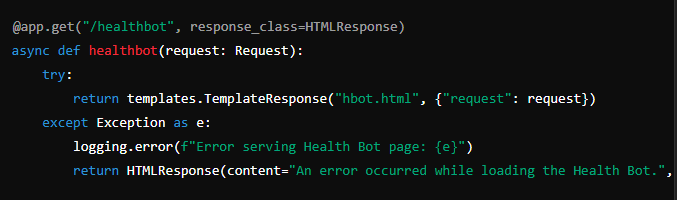 @app.get("/healthbot", response_class=HTMLResponse)
async def healthbot(request: Request):
    try:
        return templates.TemplateResponse("hbot.html", {"request": request})
    except Exception as e:
        logging.error(f"Error serving Health Bot page: {e}")
        return HTMLResponse(content="An error occurred while loading the Health Bot.",